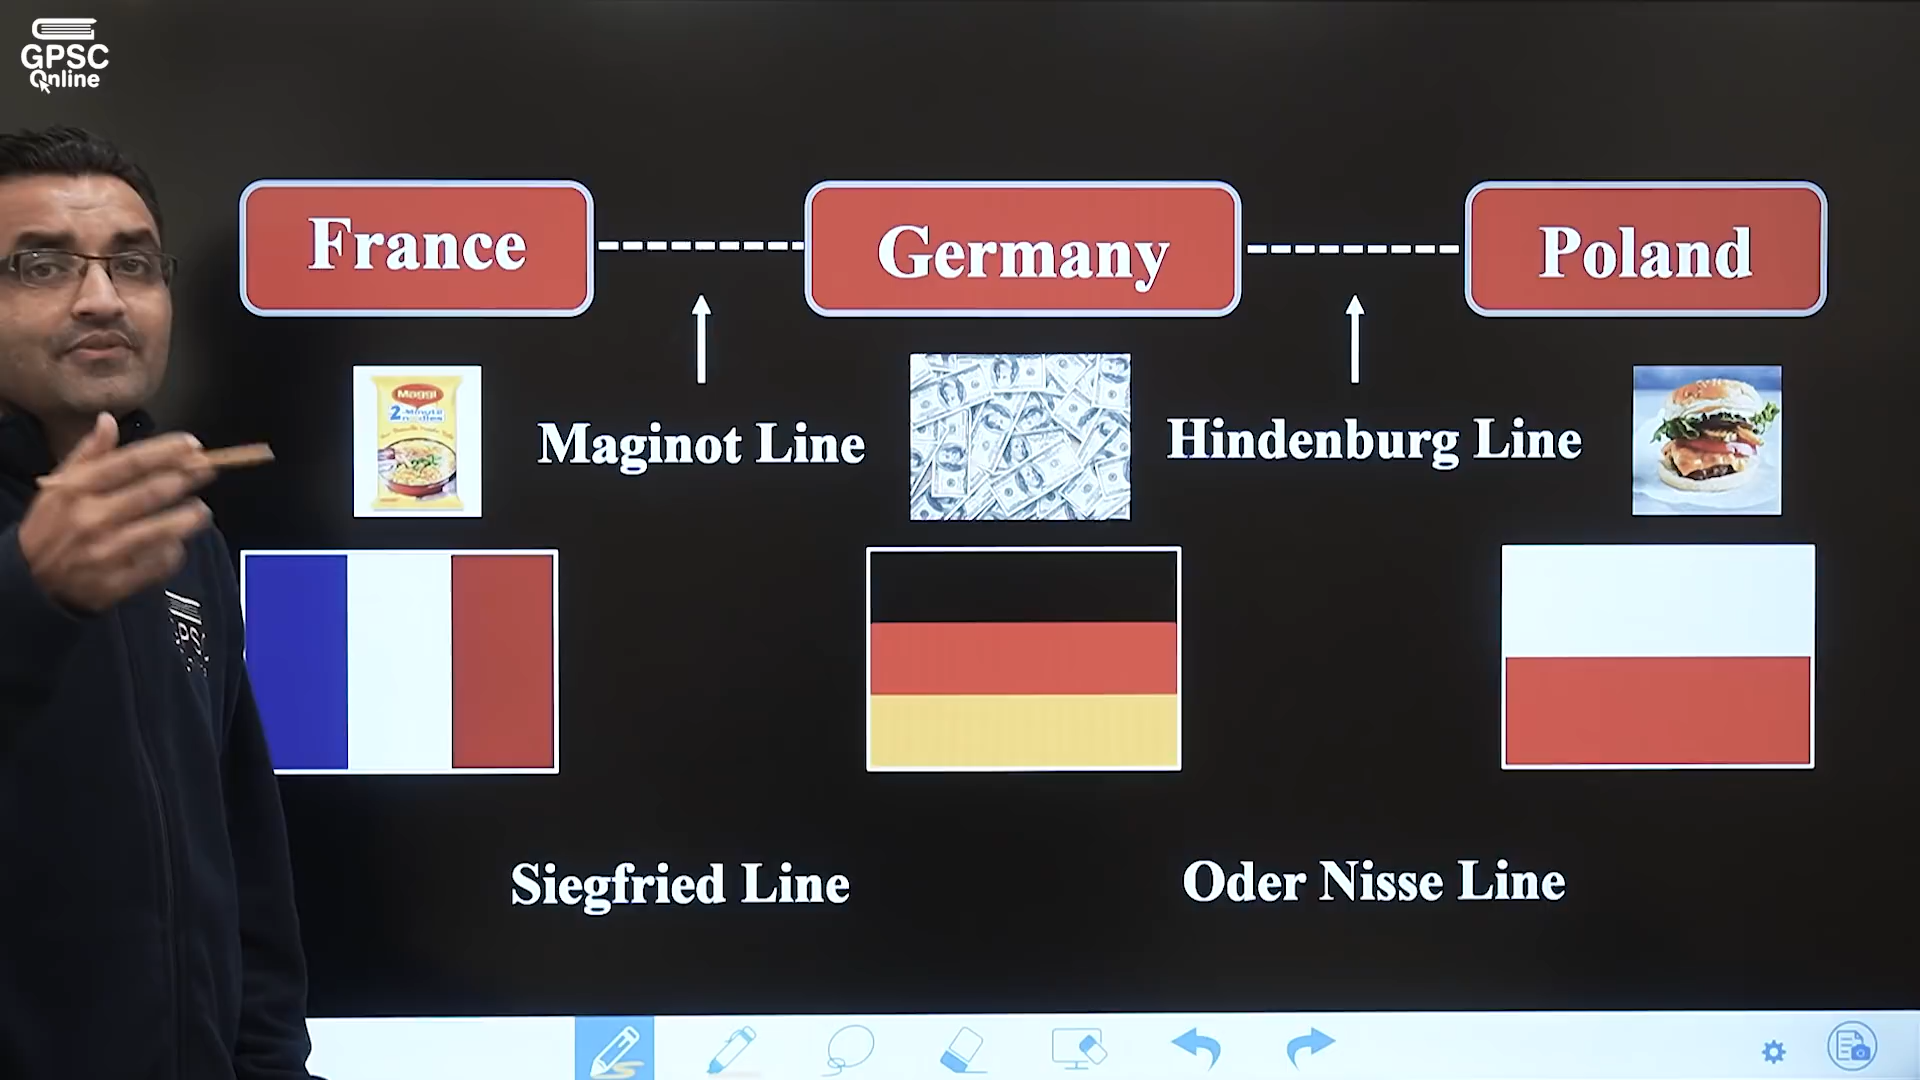 GPSC
Online
France
Germany
Poland
Maggi
2-Minute
noodles
Maginot Line
Hindenburg Line
Siegfried Line
Oder Nisse Line